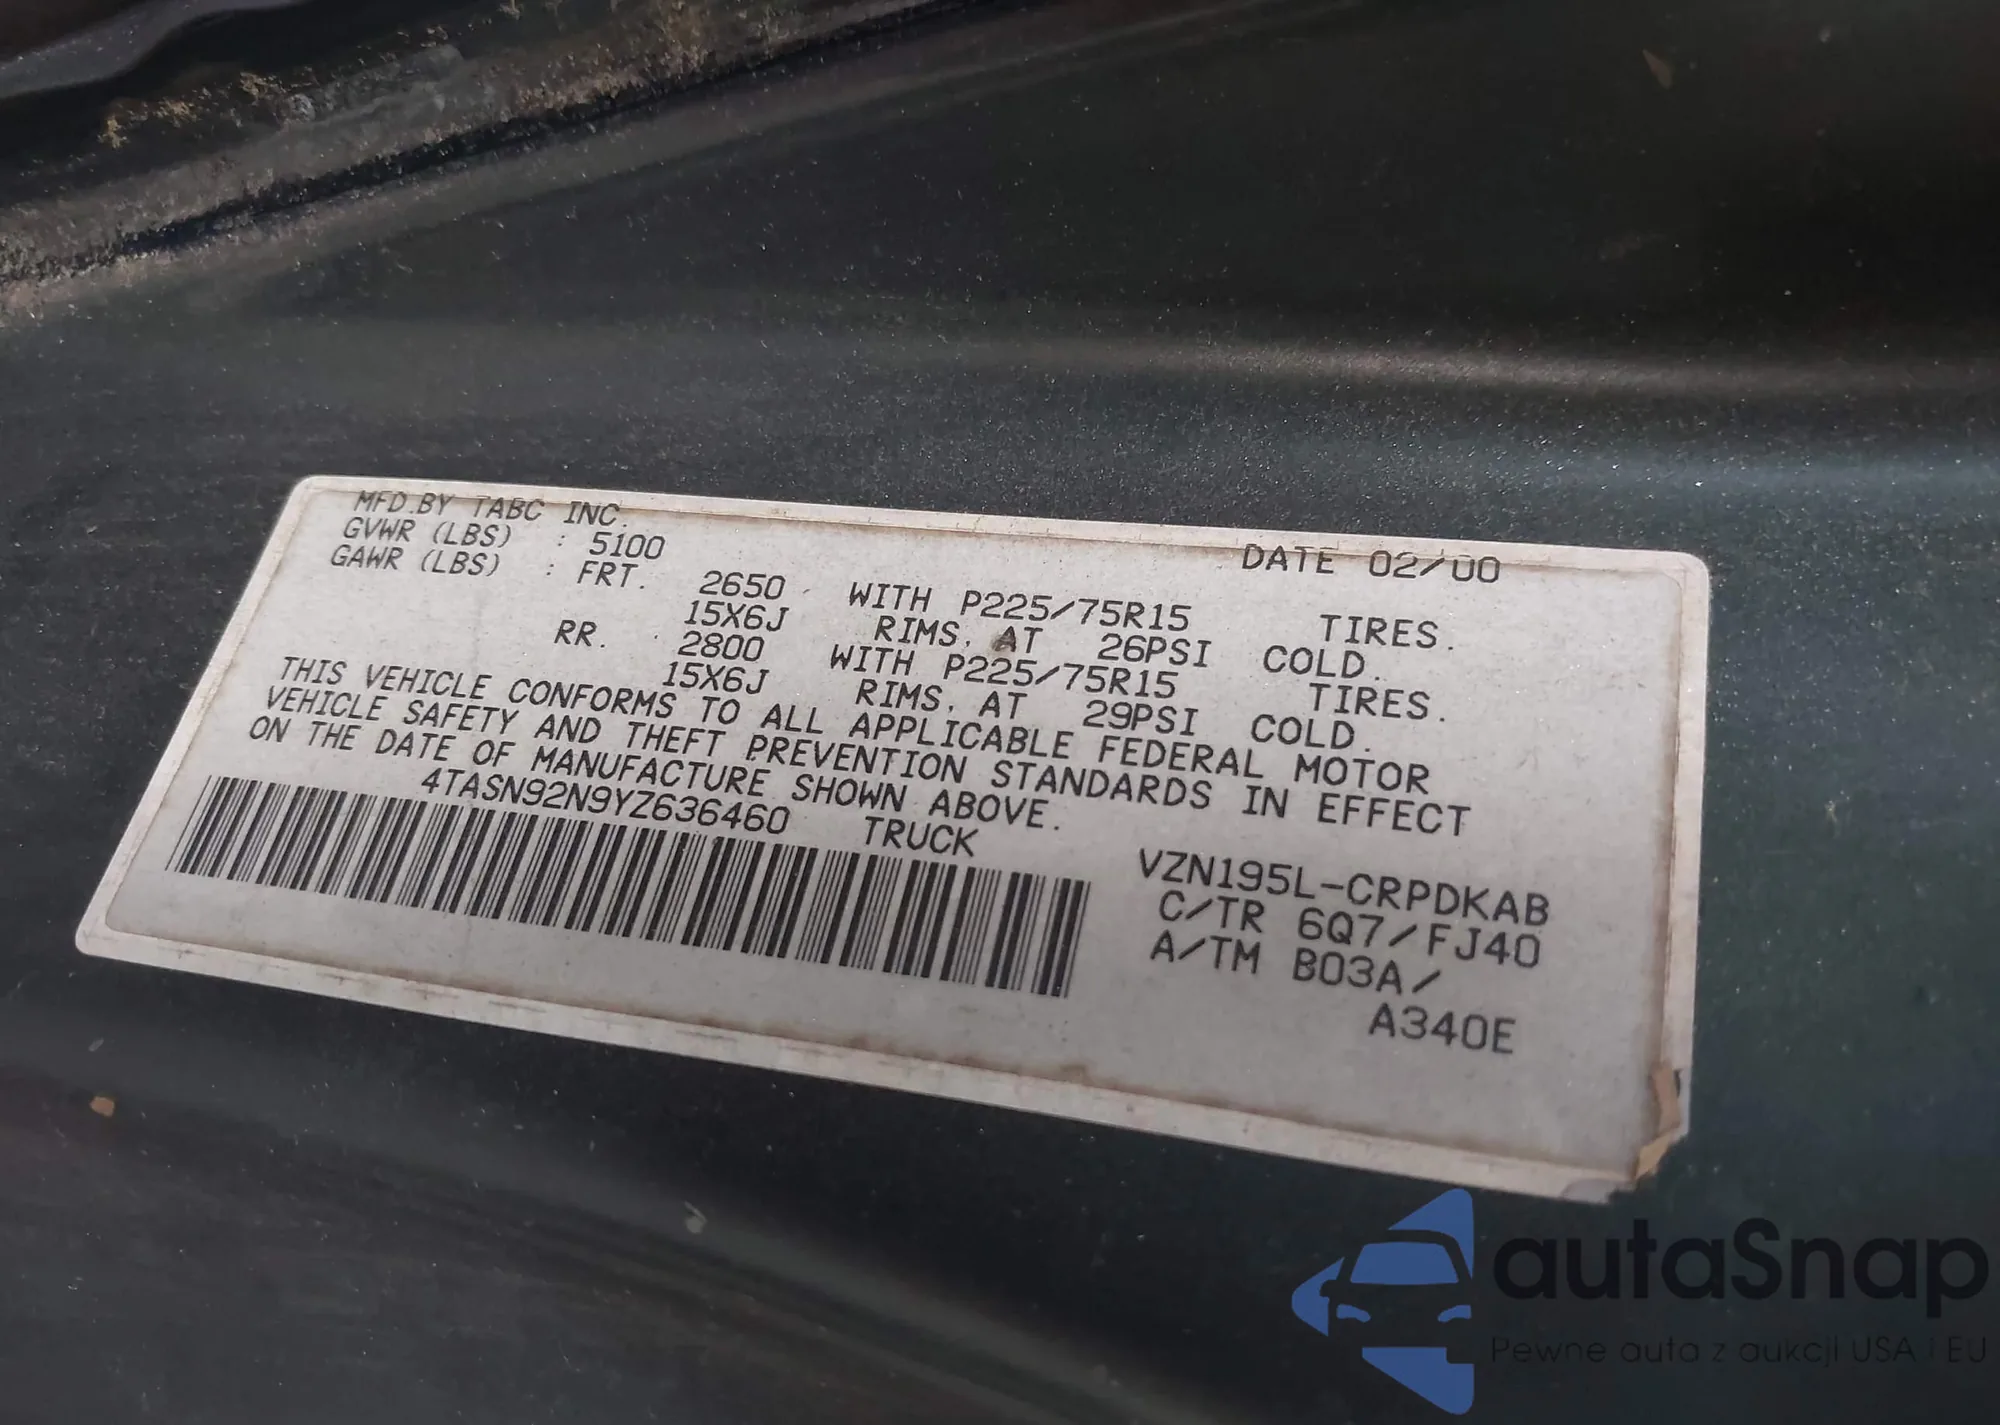 MFD.BY TABC INC.
DATE 02/00
GVWR (LBS) : 5100
GAWR (LBS) : FRT. 2650 WITH P225/75R15 TIRES.
15X6J RIMS, AT 26PSI COLD.
RR. 2800 WITH P225/75R15 TIRES.
15X6J RIMS, AT 29PSI COLD.
THIS VEHICLE CONFORMS TO ALL APPLICABLE FEDERAL MOTOR
VEHICLE SAFETY AND THEFT PREVENTION STANDARDS IN EFFECT
ON THE DATE OF MANUFACTURE SHOWN ABOVE.
4TASN92N9YZ636460 TRUCK
VZN195L-CRPDKAB
C/TR 6Q7/FJ40
A/TM B03A/
A340E
autaSnap
Pewne auta z aukcji USA i EU